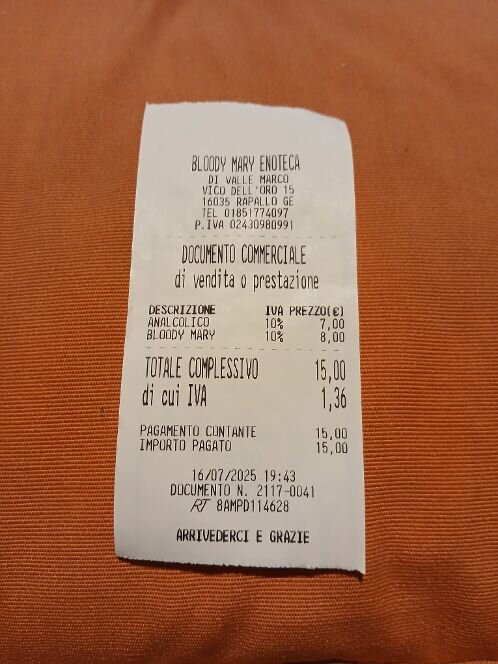 BLOODY MARY ENOTECA
DI VALLE MARCO
VICO DELL'ORO 15
16035 RAPALLO GE
TEL 01851774097
P.IVA 02430980991
DOCUMENTO COMMERCIALE
di vendita o prestazione
DESCRIZIONE IVA PREZZO(€)
ANALCOLICO 10% 7,00
BLOODY MARY 10% 8,00
TOTALE COMPLESSIVO 15,00
di cui IVA 1,36
PAGAMENTO CONTANTE 15,00
IMPORTO PAGATO 15,00
16/07/2025 19:43
DOCUMENTO N. 2117-0041
RT 8AMPD114628
ARRIVEDERCI E GRAZIE